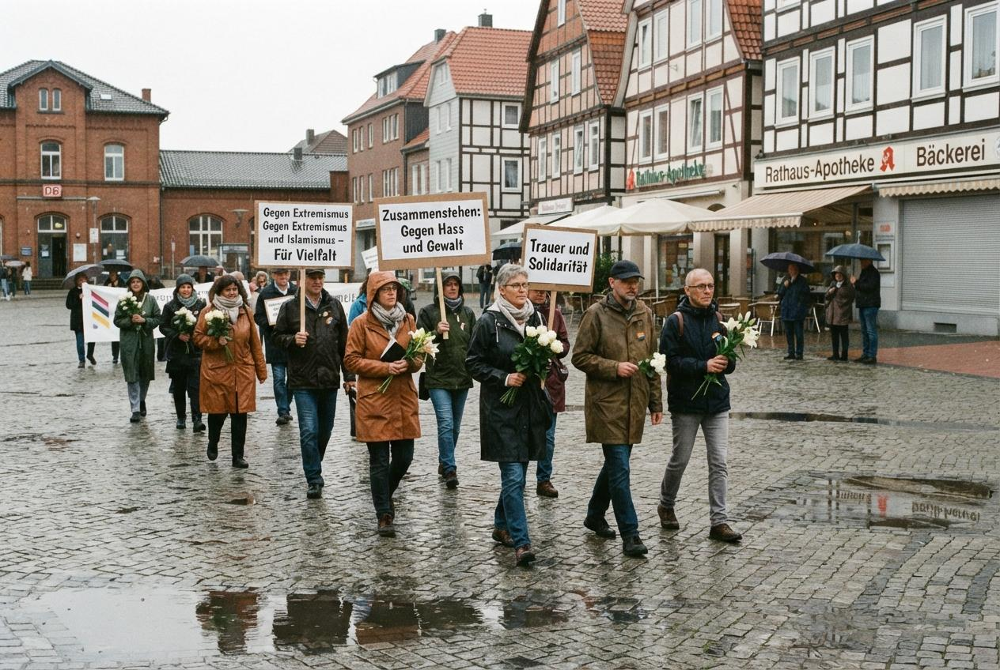 DB
Gegen Extremismus
Gegen Extremismus
und Islamismus –
Für Vielfalt
Zusammenstehen:
Gegen Hass
und Gewalt
Trauer und
Solidarität
Rathaus-Apotheke
Rathaus-Apotheke
Bäckerei